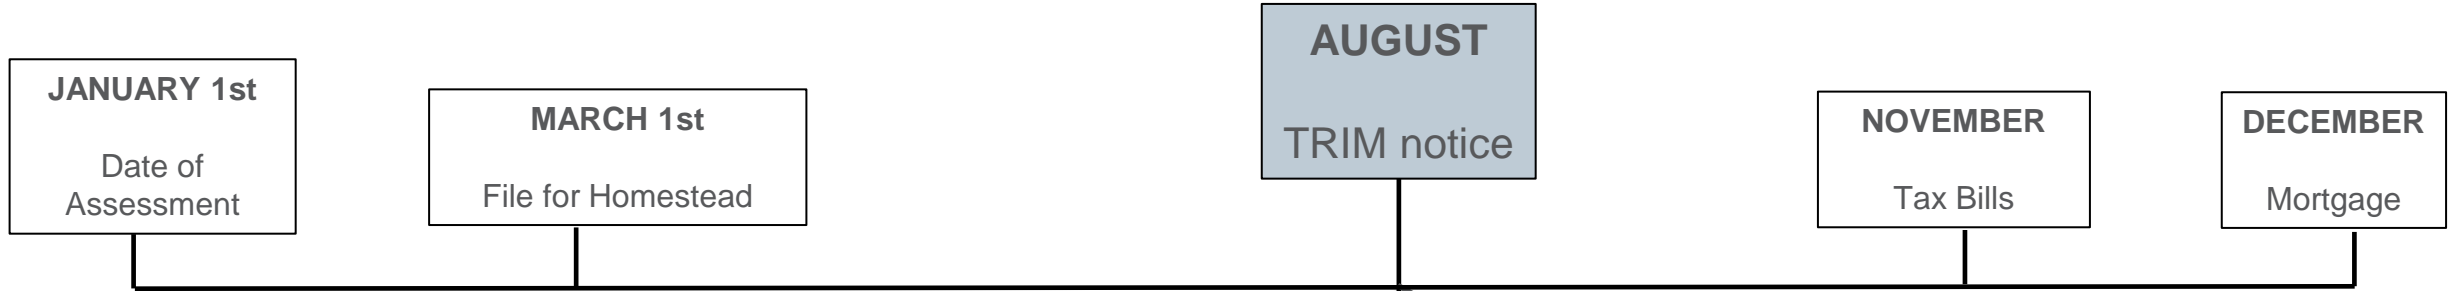 JANUARY 1st
Date of
Assessment
MARCH 1st
File for Homestead
AUGUST
TRIM notice
NOVEMBER
Tax Bills
DECEMBER
Mortgage